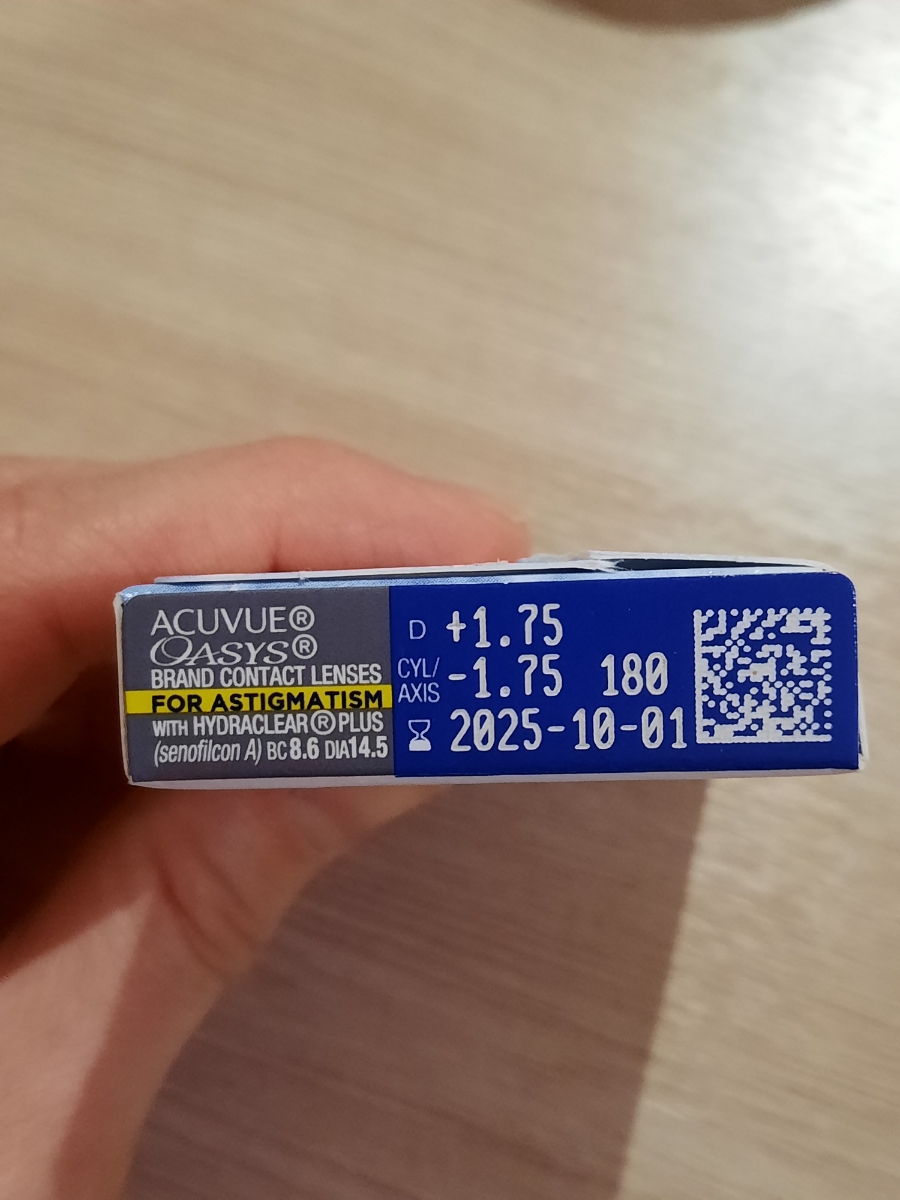 ACUVUE®
OASYS®
BRAND CONTACT LENSES
FOR ASTIGMATISM
WITH HYDRACLEAR® PLUS
(senofilcon A) BC 8.6 DIA 14.5
D +1.75
CYL/
AXIS -1.75 180
2025-10-01